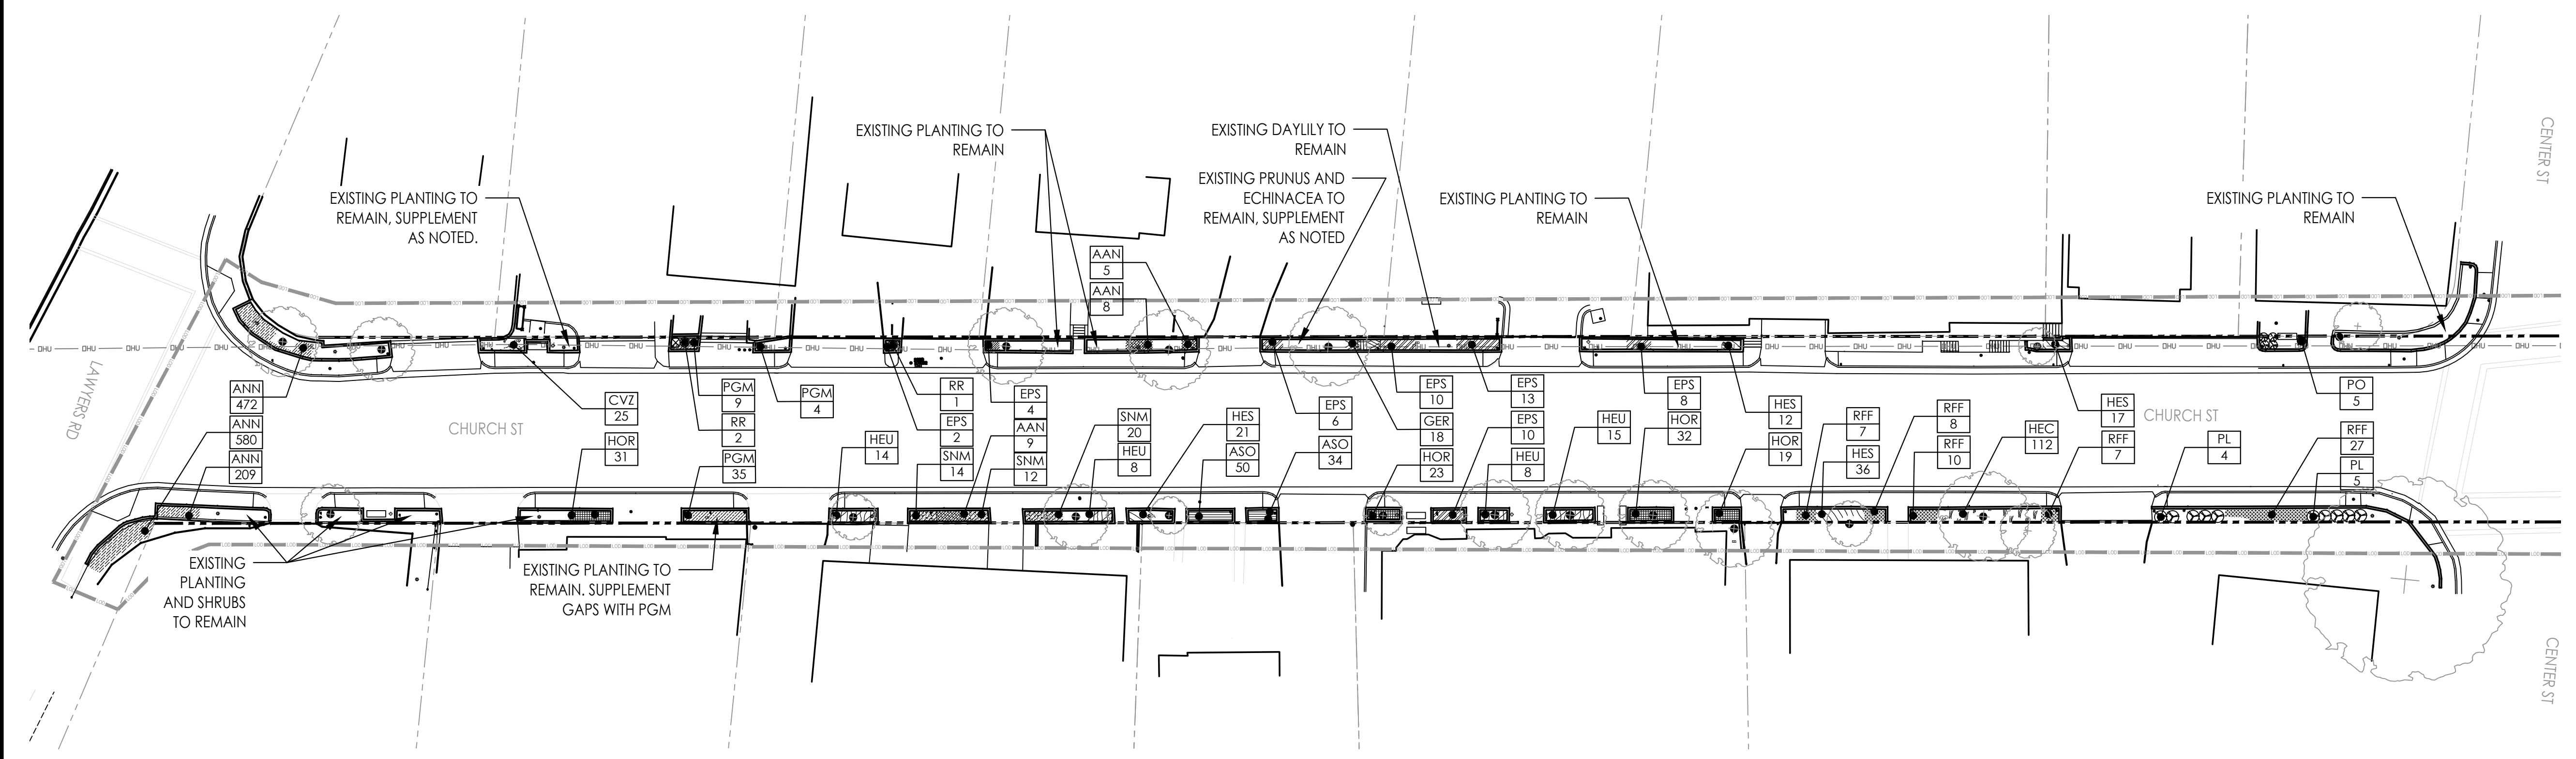 EXISTING PLANTING TO
REMAIN, SUPPLEMENT
AS NOTED.
EXISTING PLANTING TO
REMAIN
EXISTING DAYLILY TO
REMAIN
EXISTING PRUNUS AND
ECHINACEA TO
REMAIN, SUPPLEMENT
AS NOTED
EXISTING PLANTING TO
REMAIN
EXISTING PLANTING TO
REMAIN
CENTER ST
AAN
5
AAN
8
DHU
LAWYERS RD
CHURCH ST
CHURCH ST
ANN
472
ANN
580
ANN
209
CVZ
25
HOR
31
PGM
9
RR
2
PGM
35
PGM
4
HEU
14
RR
1
EPS
2
SNM
14
EPS
4
AAN
9
SNM
12
SNM
20
HEU
8
HES
21
ASO
50
EPS
6
ASO
34
EPS
10
GER
18
HOR
23
EPS
13
EPS
10
HEU
8
HEU
15
EPS
8
HOR
32
HES
12
HOR
19
RFF
7
HES
36
RFF
8
RFF
10
HEC
112
HES
17
RFF
7
PL
4
PO
5
RFF
27
PL
5
EXISTING
PLANTING
AND SHRUBS
TO REMAIN
EXISTING PLANTING TO
REMAIN. SUPPLEMENT
GAPS WITH PGM
CENTER ST